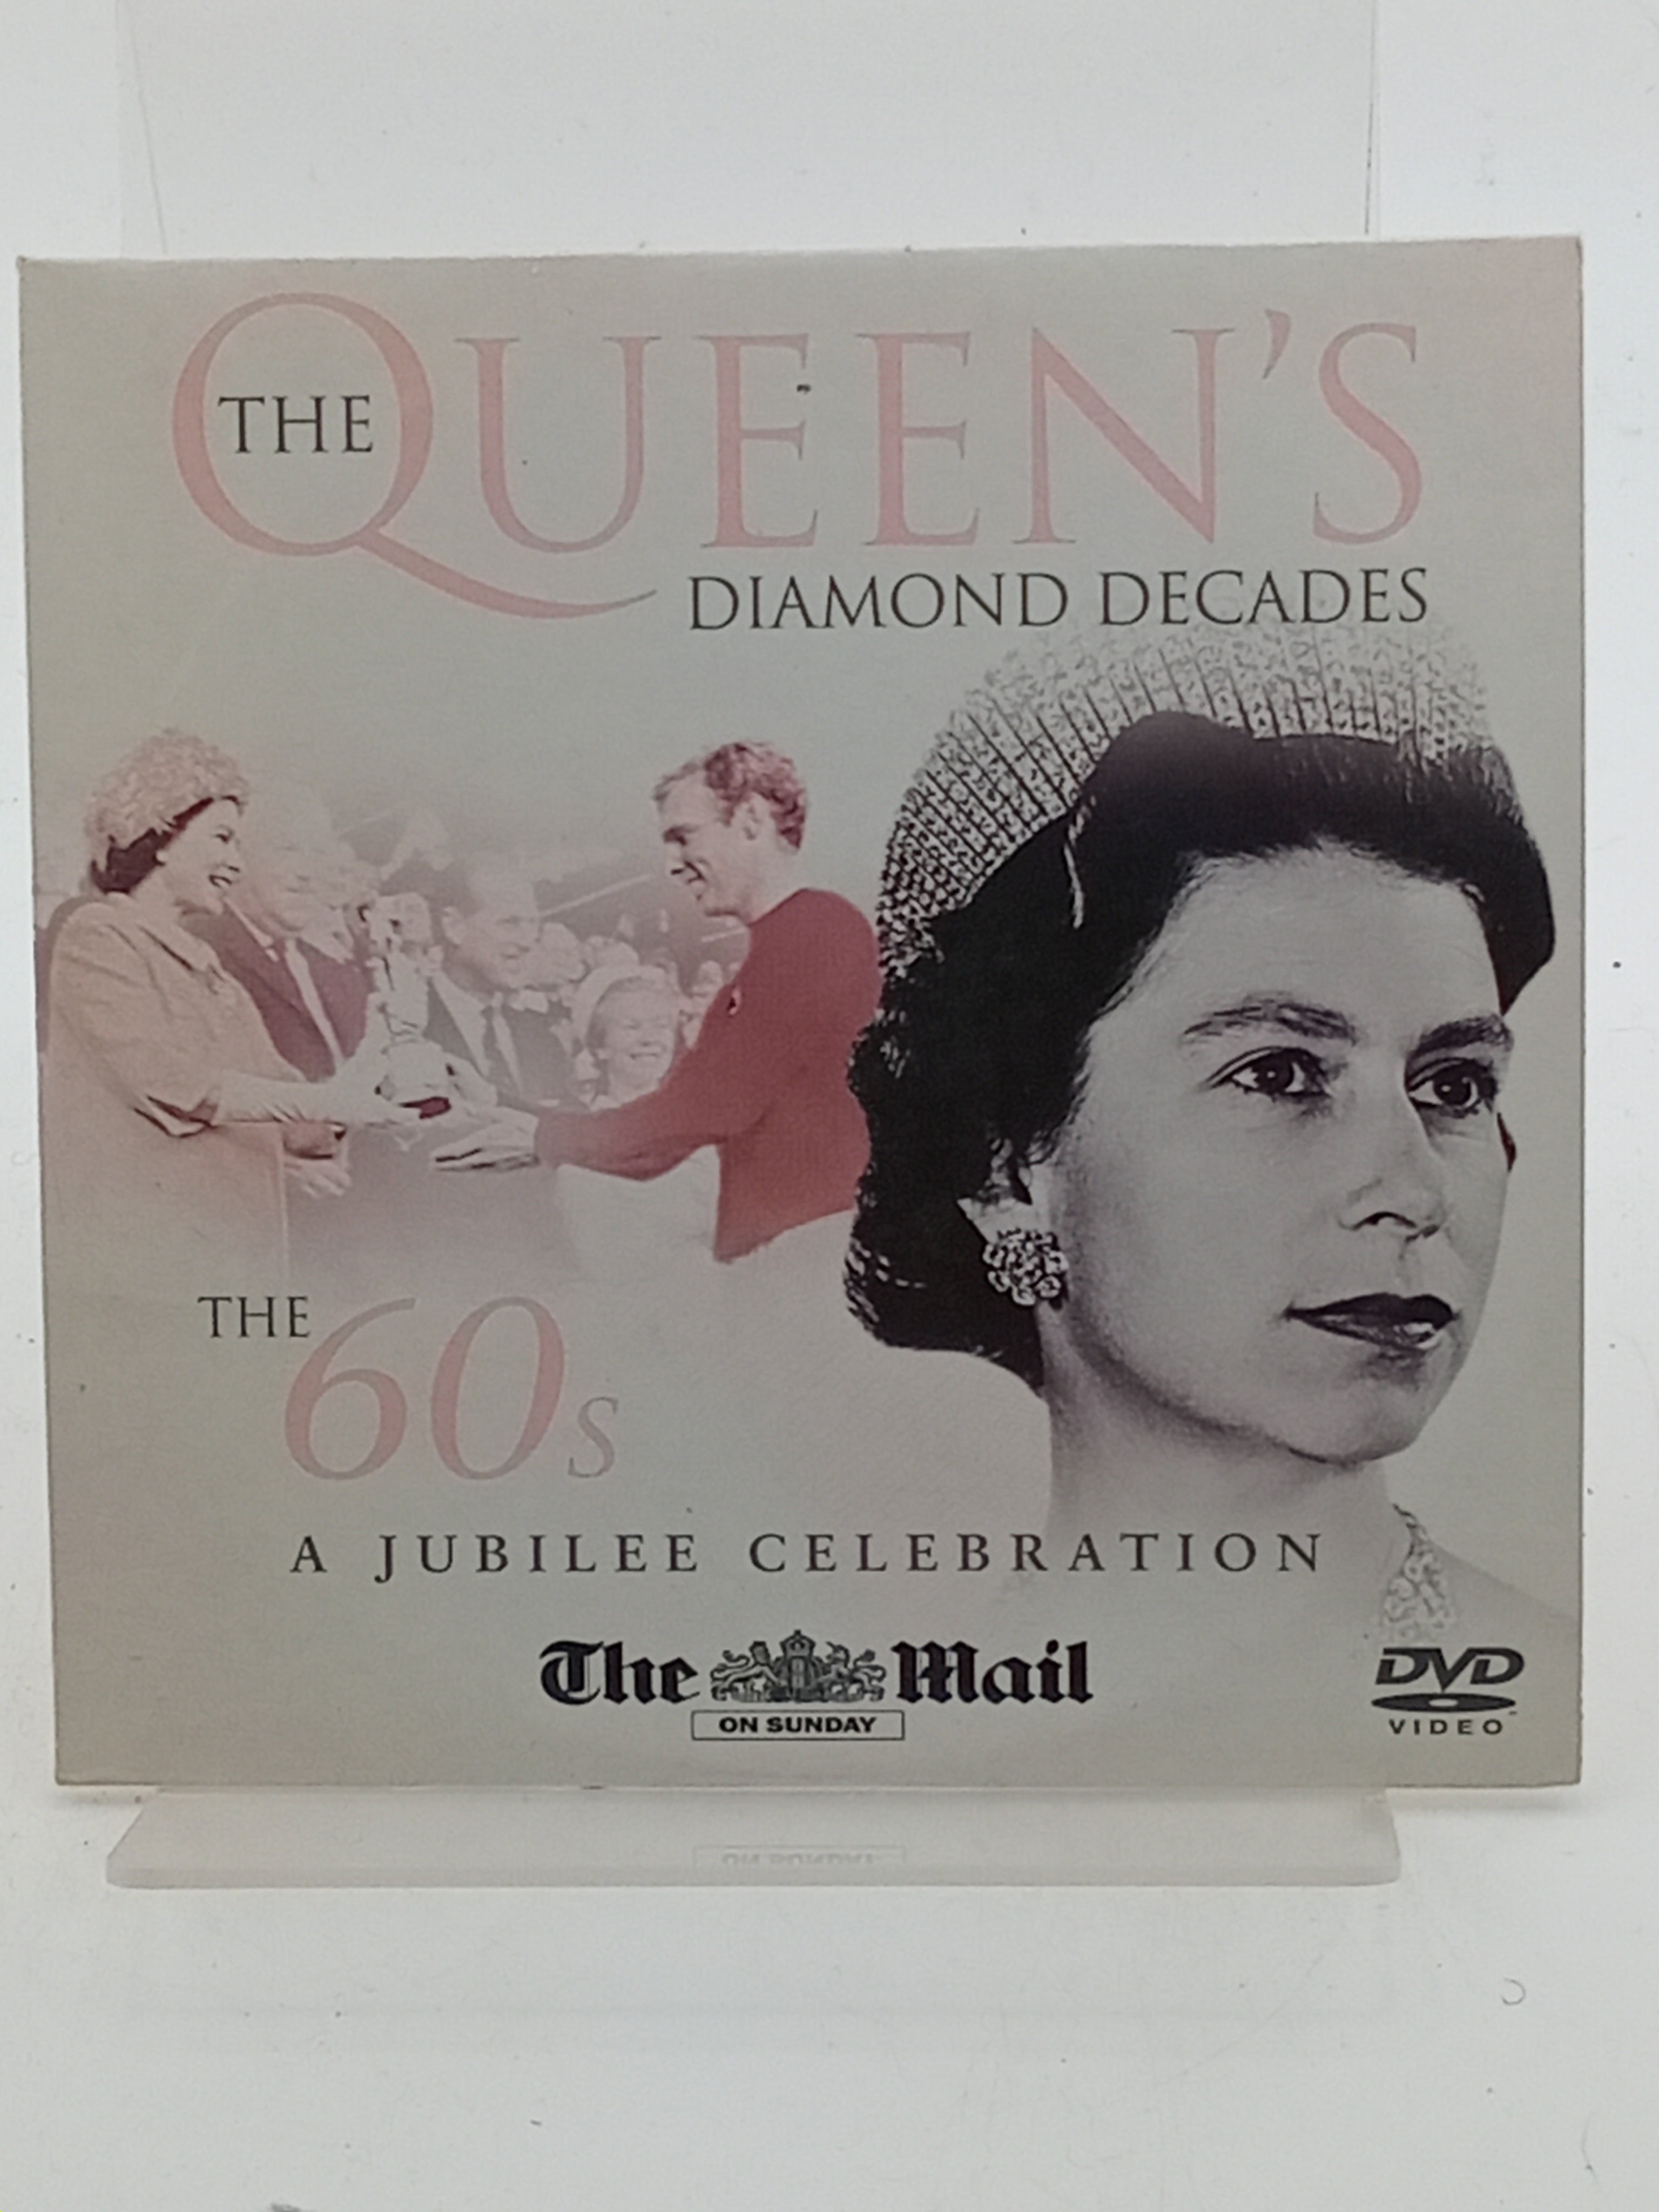 THE QUEEN'S
DIAMOND DECADES
THE 60s
A JUBILEE CELEBRATION
The Mail
ON SUNDAY
DVD
VIDEO